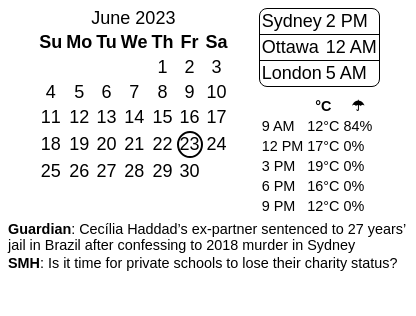 June 2023
Su Mo Tu We Th Fr Sa
1 2 3
4 5 6 7 8 9 10
11 12 13 14 15 16 17
18 19 20 21 22 23 24
25 26 27 28 29 30
Sydney 2 PM
Ottawa 12 AM
London 5 AM
°C ☂
9 AM 12°C 84%
12 PM 17°C 0%
3 PM 19°C 0%
6 PM 16°C 0%
9 PM 12°C 0%
Guardian: Cecília Haddad’s ex-partner sentenced to 27 years’
jail in Brazil after confessing to 2018 murder in Sydney
SMH: Is it time for private schools to lose their charity status?